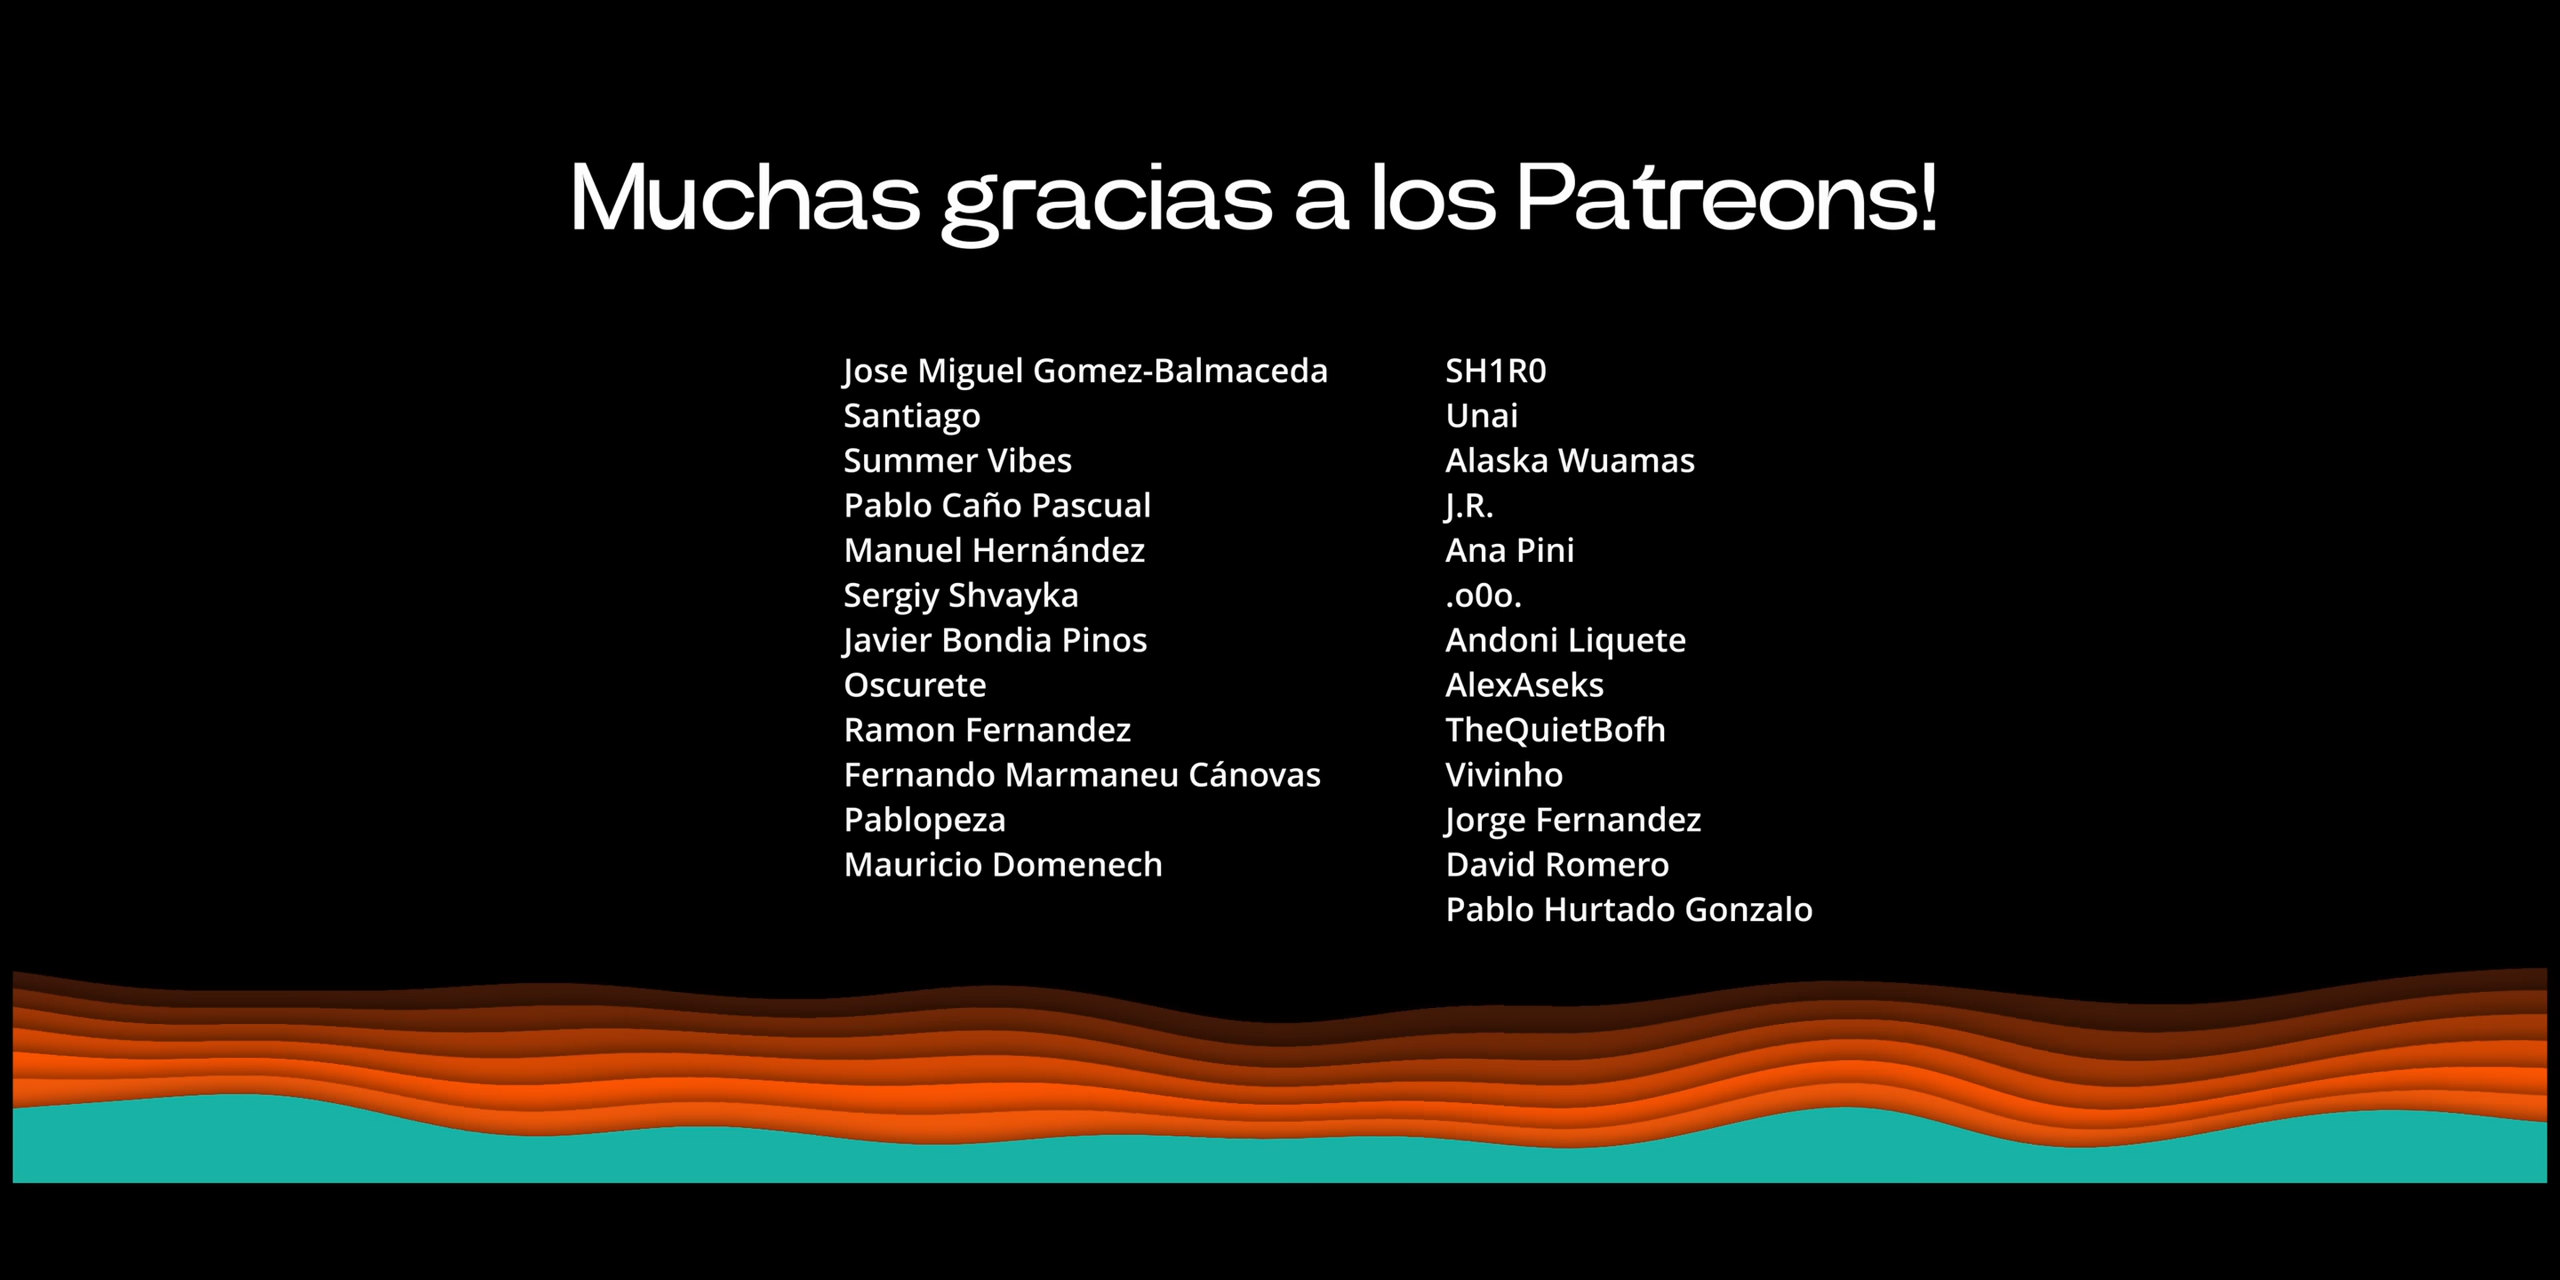 Muchas gracias a los Patreons!
Jose Miguel Gomez-Balmaceda
Santiago
Summer Vibes
Pablo Caño Pascual
Manuel Hernández
Sergiy Shvayka
Javier Bondia Pinos
Oscurete
Ramon Fernandez
Fernando Marmaneu Cánovas
Pablopeza
Mauricio Domenech
SH1R0
Unai
Alaska Wuamas
J.R.
Ana Pini
.o0o.
Andoni Liquete
AlexAseks
TheQuietBofh
Vivinho
Jorge Fernandez
David Romero
Pablo Hurtado Gonzalo